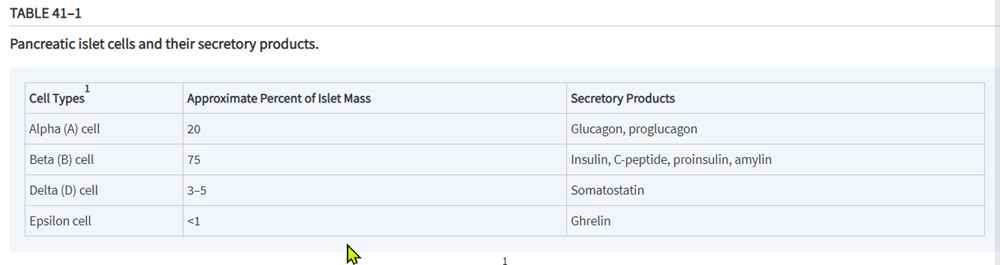 TABLE 41–1
Pancreatic islet cells and their secretory products.
Cell Types1 Approximate Percent of Islet Mass Secretory Products
Alpha (A) cell 20 Glucagon, proglucagon
Beta (B) cell 75 Insulin, C-peptide, proinsulin, amylin
Delta (D) cell 3–5 Somatostatin
Epsilon cell <1 Ghrelin
1